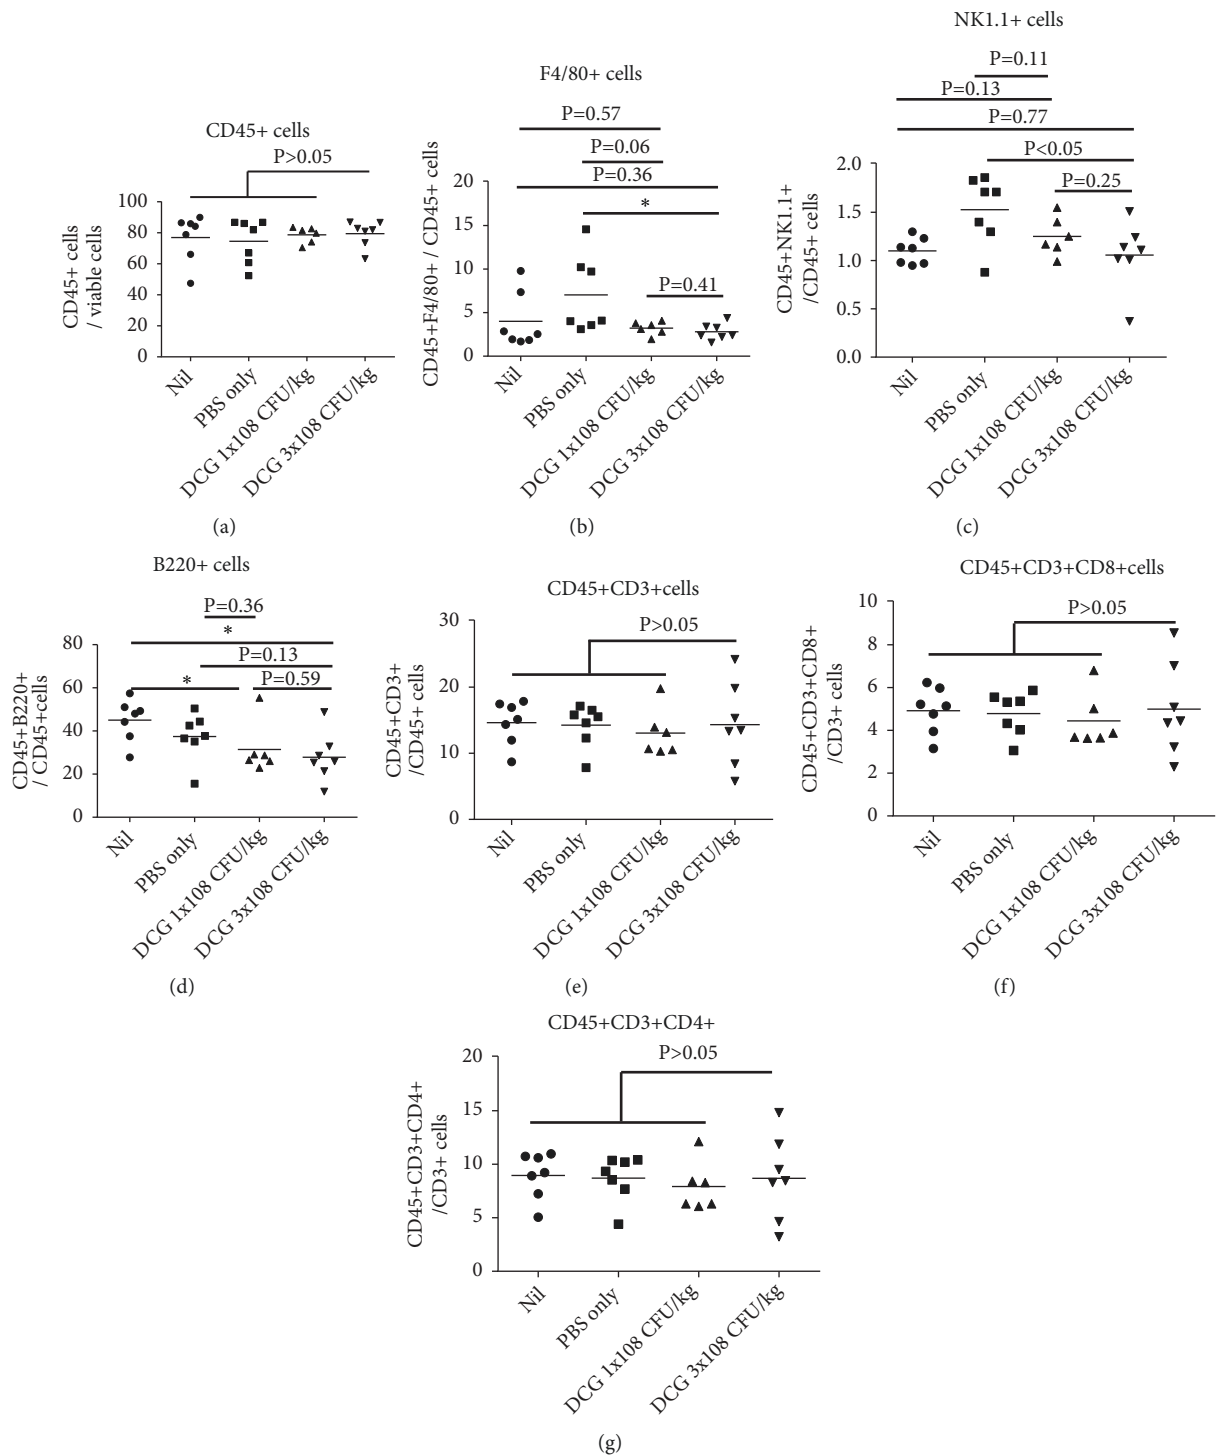 CD45+ cells
P>0.05
CD45+ cells
/ viable cells
100
80
60
40
20
0
Nil
PBS only
DCG 1x108 CFU/kg
DCG 3x108 CFU/kg
(a)
F4/80+ cells
P=0.57
P=0.06
P=0.36
*
P=0.41
CD45+F4/80+ / CD45+ cells
20
15
10
5
0
Nil
PBS only
DCG 1x108 CFU/kg
DCG 3x108 CFU/kg
(b)
NK1.1+ cells
P=0.11
P=0.13
P=0.77
P<0.05
P=0.25
CD45+NK1.1+
/CD45+ cells
2.0
1.5
1.0
0.5
0.0
Nil
PBS only
DCG 1x108 CFU/kg
DCG 3x108 CFU/kg
(c)
B220+ cells
P=0.36
*
P=0.13
*
P=0.59
CD45+B220+
/ CD45+cells
80
60
40
20
0
Nil
PBS only
DCG 1x108 CFU/kg
DCG 3x108 CFU/kg
(d)
CD45+CD3+cells
P>0.05
CD45+CD3+
/CD45+ cells
30
20
10
0
Nil
PBS only
DCG 1x108 CFU/kg
DCG 3x108 CFU/kg
(e)
CD45+CD3+CD8+cells
P>0.05
CD45+CD3+CD8+
/CD3+ cells
10
8
6
4
2
0
Nil
PBS only
DCG 1x108 CFU/kg
DCG 3x108 CFU/kg
(f)
CD45+CD3+CD4+
P>0.05
CD45+CD3+CD4+
/CD3+ cells
20
15
10
5
0
Nil
PBS only
DCG 1x108 CFU/kg
DCG 3x108 CFU/kg
(g)